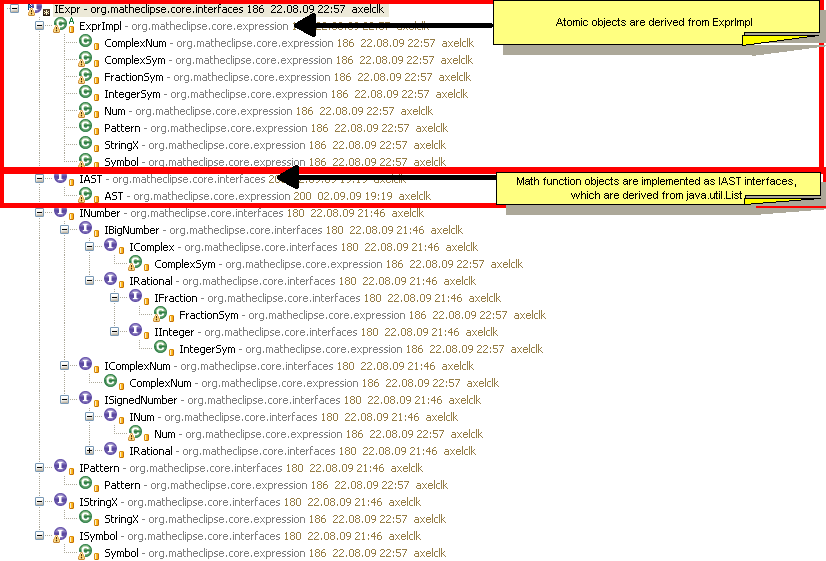 IExpr - org.matheclipse.core.interfaces 186 22.08.09 22:57 axelclk
Atomic objects are derived from ExprImpl
ExprImpl - org.matheclipse.core.expression
ComplexNum - org.matheclipse.core.expression 186 22.08.09 22:57 axelclk
ComplexSym - org.matheclipse.core.expression 186 22.08.09 22:57 axelclk
FractionSym - org.matheclipse.core.expression 186 22.08.09 22:57 axelclk
IntegerSym - org.matheclipse.core.expression 186 22.08.09 22:57 axelclk
Num - org.matheclipse.core.expression 186 22.08.09 22:57 axelclk
Pattern - org.matheclipse.core.expression 186 22.08.09 22:57 axelclk
StringX - org.matheclipse.core.expression 186 22.08.09 22:57 axelclk
Symbol - org.matheclipse.core.expression 186 22.08.09 22:57 axelclk
IAST - org.matheclipse.core.interfaces 19:19 axelclk
Math function objects are implemented as IAST interfaces,
which are derived from java.util.List
AST - org.matheclipse.core.expression 200 02.09.09 19:19 axelclk
INumber - org.matheclipse.core.interfaces 180 22.08.09 21:46 axelclk
IBigNumber - org.matheclipse.core.interfaces 180 22.08.09 21:46 axelclk
IComplex - org.matheclipse.core.interfaces 180 22.08.09 21:46 axelclk
ComplexSym - org.matheclipse.core.expression 186 22.08.09 22:57 axelclk
IRational - org.matheclipse.core.interfaces 180 22.08.09 21:46 axelclk
IFraction - org.matheclipse.core.interfaces 180 22.08.09 21:46 axelclk
FractionSym - org.matheclipse.core.expression 186 22.08.09 22:57 axelclk
IInteger - org.matheclipse.core.interfaces 180 22.08.09 21:46 axelclk
IntegerSym - org.matheclipse.core.expression 186 22.08.09 22:57 axelclk
IComplexNum - org.matheclipse.core.interfaces 180 22.08.09 21:46 axelclk
ComplexNum - org.matheclipse.core.expression 186 22.08.09 22:57 axelclk
ISignedNumber - org.matheclipse.core.interfaces 180 22.08.09 21:46 axelclk
INum - org.matheclipse.core.interfaces 180 22.08.09 21:46 axelclk
Num - org.matheclipse.core.expression 186 22.08.09 22:57 axelclk
IRational - org.matheclipse.core.interfaces 180 22.08.09 21:46 axelclk
IPattern - org.matheclipse.core.interfaces 180 22.08.09 21:46 axelclk
Pattern - org.matheclipse.core.expression 186 22.08.09 22:57 axelclk
IStringX - org.matheclipse.core.interfaces 180 22.08.09 21:46 axelclk
StringX - org.matheclipse.core.expression 186 22.08.09 22:57 axelclk
ISymbol - org.matheclipse.core.interfaces 180 22.08.09 21:46 axelclk
Symbol - org.matheclipse.core.expression 186 22.08.09 22:57 axelclk